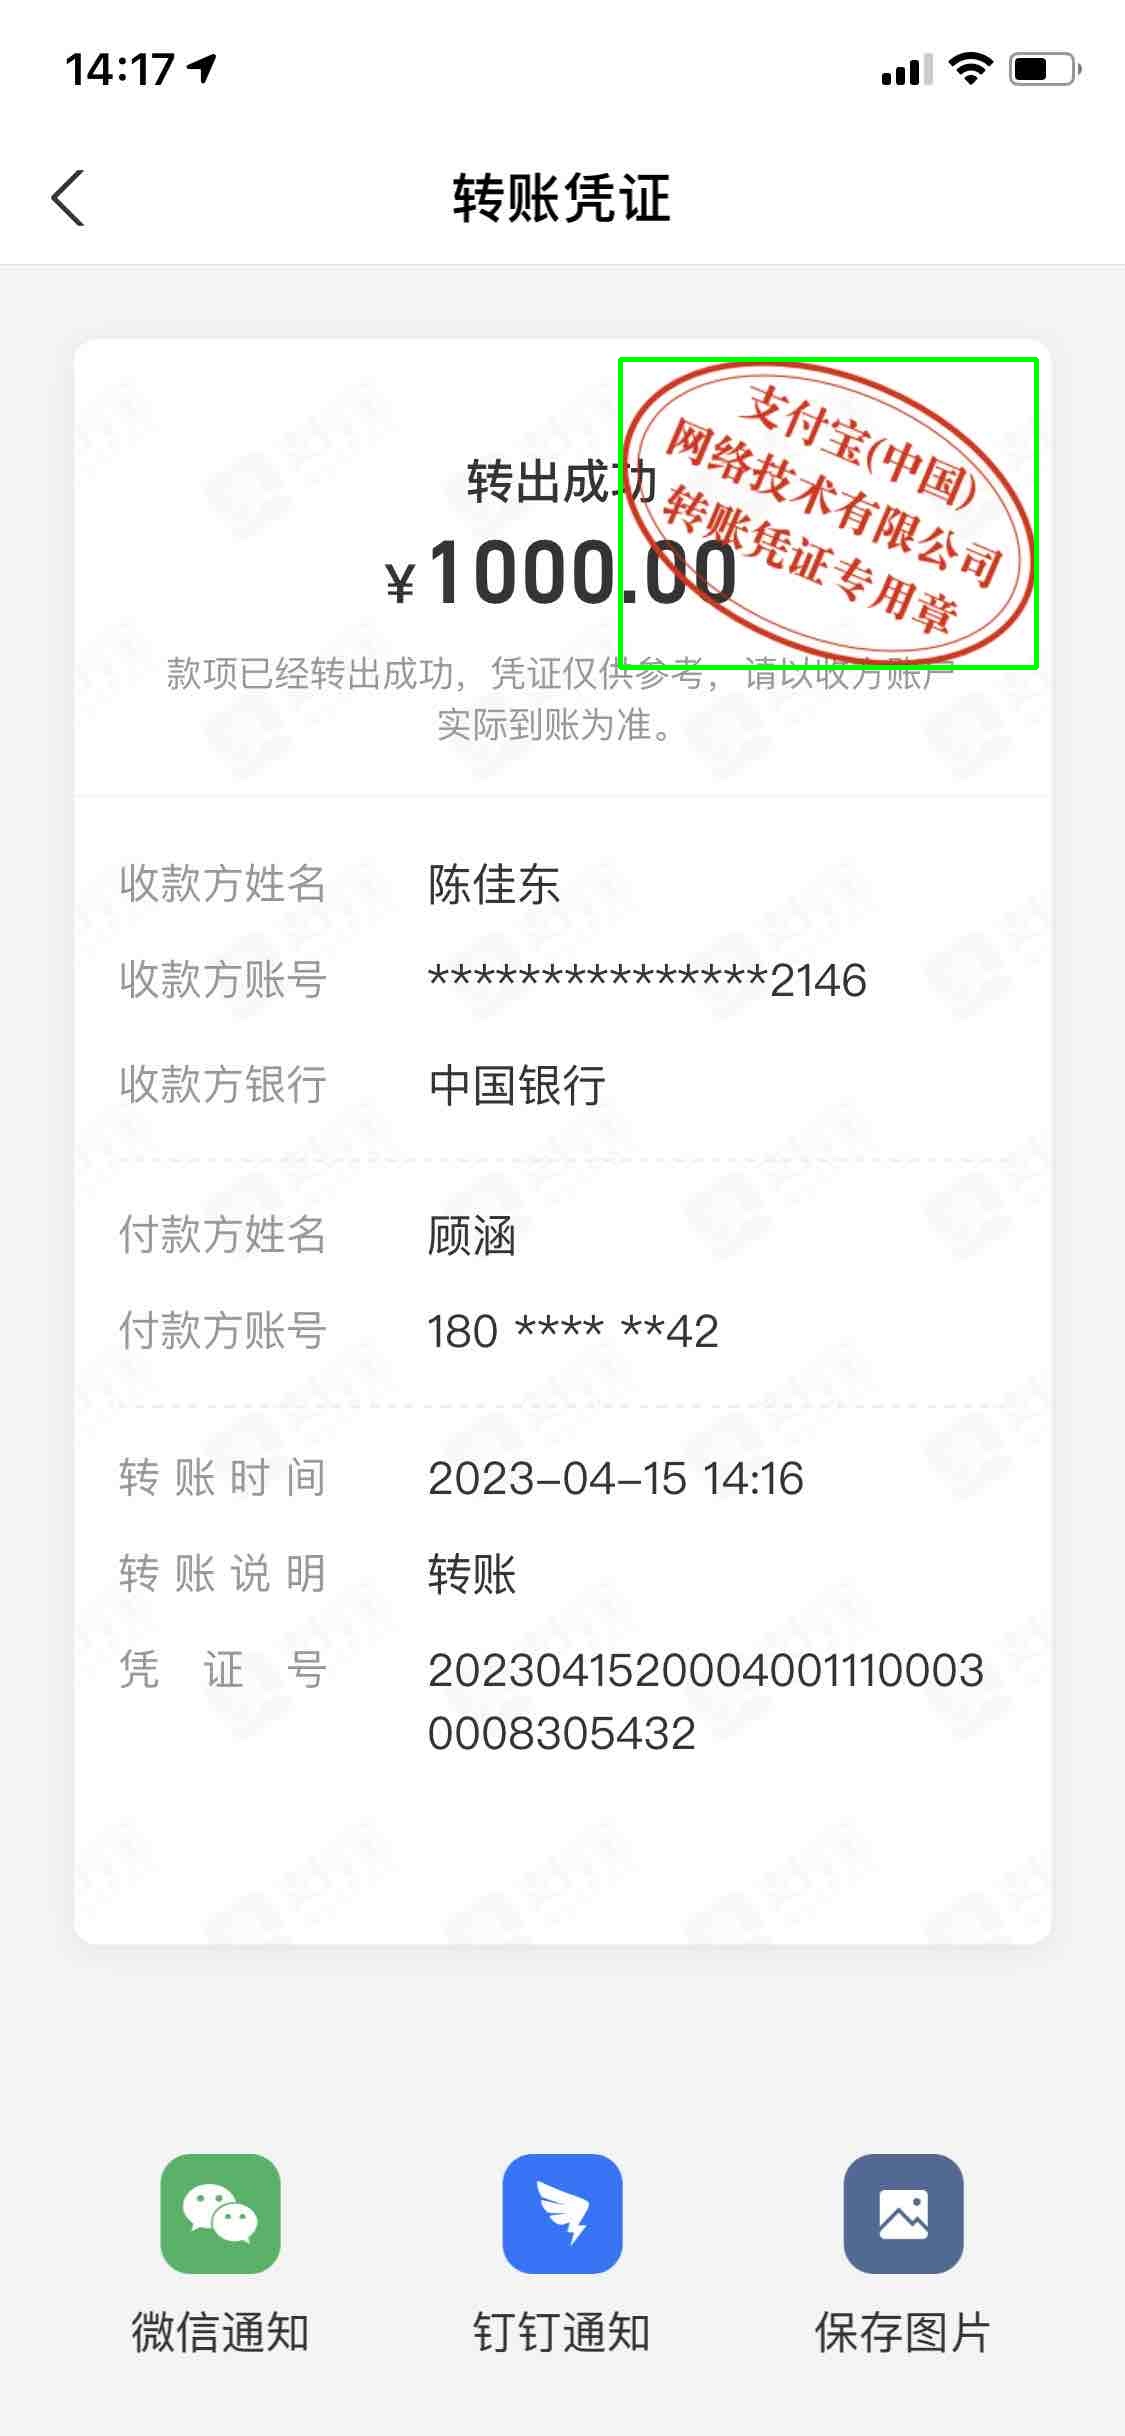 14:17
转账凭证
支付宝(中国)
网络技术有限公司
转账凭证专用章
转出成功
¥1000.00
款项已经转出成功，凭证仅供参考，请以收方账户
实际到账为准。
收款方姓名 陈佳东
收款方账号 ***************2146
收款方银行 中国银行
付款方姓名 顾涵
付款方账号 180 **** **42
转账时间 2023-04-15 14:16
转账说明 转账
凭证号 2023041520004001110003
0008305432
微信通知 钉钉通知 保存图片